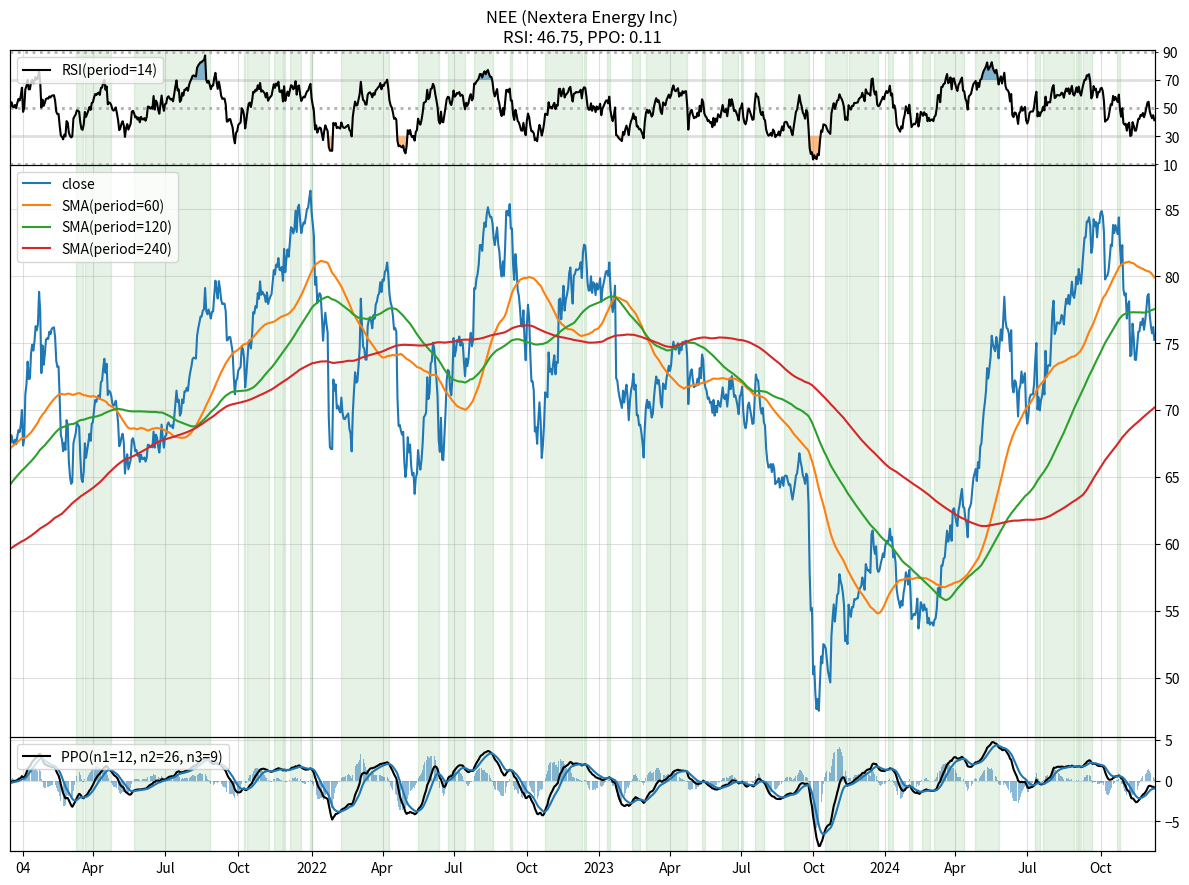 NEE (Nextera Energy Inc)
RSI: 46.75, PPO: 0.11
RSI(period=14)
90
70
50
30
10
close
SMA(period=60)
SMA(period=120)
SMA(period=240)
85
80
75
70
65
60
55
50
PPO(n1=12, n2=26, n3=9)
5
0
−5
04 Apr Jul Oct 2022 Apr Jul Oct 2023 Apr Jul Oct 2024 Apr Jul Oct